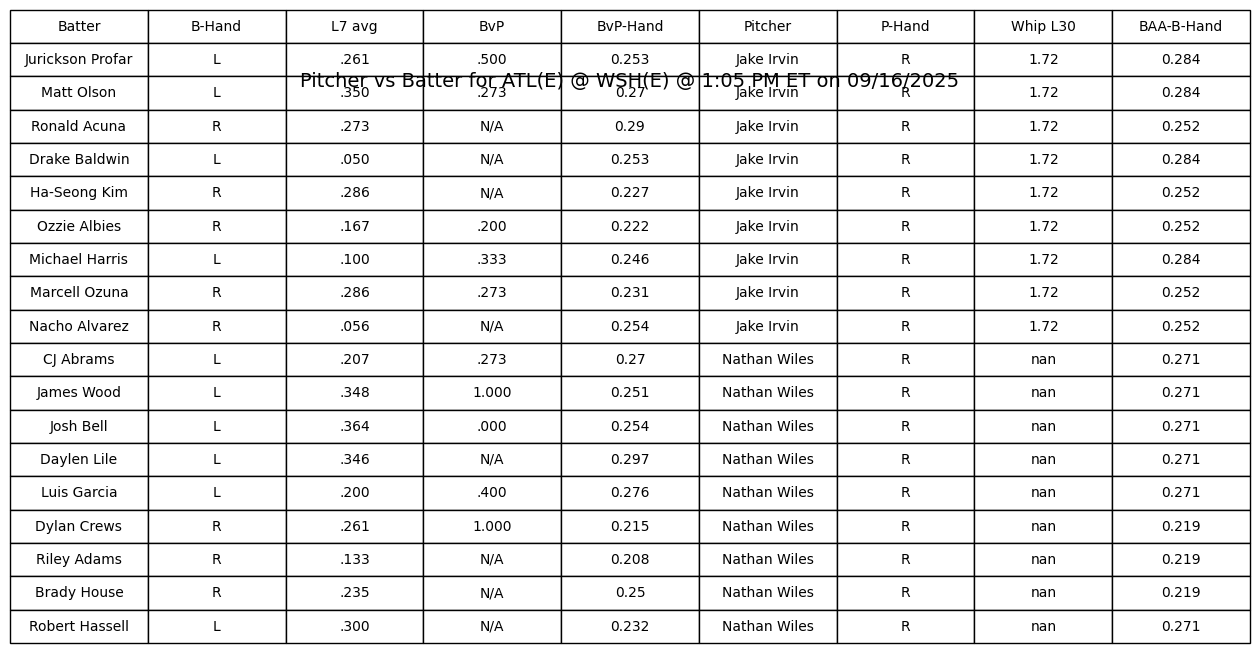 Batter B-Hand L7 avg BvP BvP-Hand Pitcher P-Hand Whip L30 BAA-B-Hand
Jurickson Profar L .261 .500 0.253 Jake Irvin R 1.72 0.284
Pitcher vs Batter for ATL(E) @ WSH(E) @ 1:05 PM ET on 09/16/2025
Matt Olson L .350 .273 0.27 Jake Irvin R 1.72 0.284
Ronald Acuna R .273 N/A 0.29 Jake Irvin R 1.72 0.252
Drake Baldwin L .050 N/A 0.253 Jake Irvin R 1.72 0.284
Ha-Seong Kim R .286 N/A 0.227 Jake Irvin R 1.72 0.252
Ozzie Albies R .167 .200 0.222 Jake Irvin R 1.72 0.252
Michael Harris L .100 .333 0.246 Jake Irvin R 1.72 0.284
Marcell Ozuna R .286 .273 0.231 Jake Irvin R 1.72 0.252
Nacho Alvarez R .056 N/A 0.254 Jake Irvin R 1.72 0.252
CJ Abrams L .207 .273 0.27 Nathan Wiles R nan 0.271
James Wood L .348 1.000 0.251 Nathan Wiles R nan 0.271
Josh Bell L .364 .000 0.254 Nathan Wiles R nan 0.271
Daylen Lile L .346 N/A 0.297 Nathan Wiles R nan 0.271
Luis Garcia L .200 .400 0.276 Nathan Wiles R nan 0.271
Dylan Crews R .261 1.000 0.215 Nathan Wiles R nan 0.219
Riley Adams R .133 N/A 0.208 Nathan Wiles R nan 0.219
Brady House R .235 N/A 0.25 Nathan Wiles R nan 0.219
Robert Hassell L .300 N/A 0.232 Nathan Wiles R nan 0.271